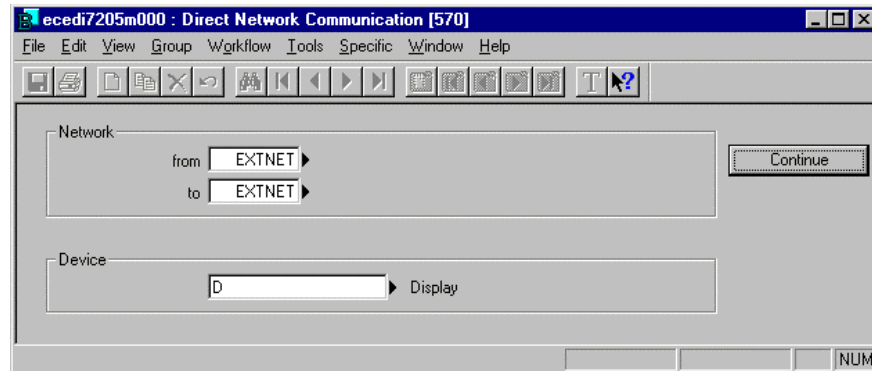 ecedi7205m000 : Direct Network Communication [570]
File Edit View Group Workflow Tools Specific Window Help
T ?
Network
from EXTNET
Continue
to EXTNET
Device
D Display
NUM